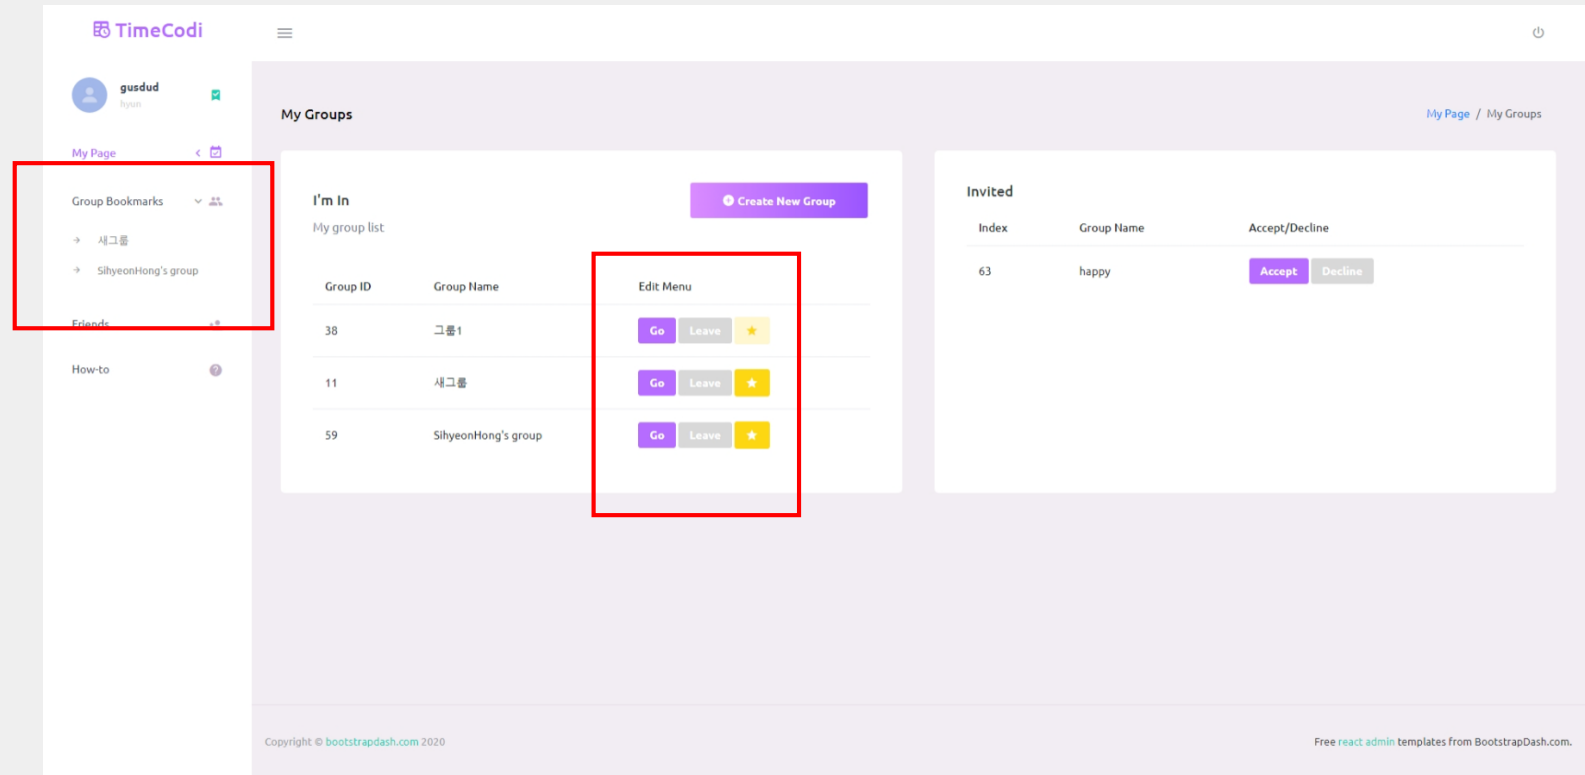 TimeCodi
gusdud
hyun
My Page
Group Bookmarks
새그룹
SihyeonHong's group
Friends
How-to
My Groups
My Page / My Groups
I'm In
Create New Group
My group list
Group ID Group Name Edit Menu
38 그룹1 Go Leave
11 새그룹 Go Leave
59 SihyeonHong's group Go Leave
Invited
Index Group Name Accept/Decline
63 happy Accept Decline
Copyright © bootstrapdash.com 2020
Free react admin templates from BootstrapDash.com.